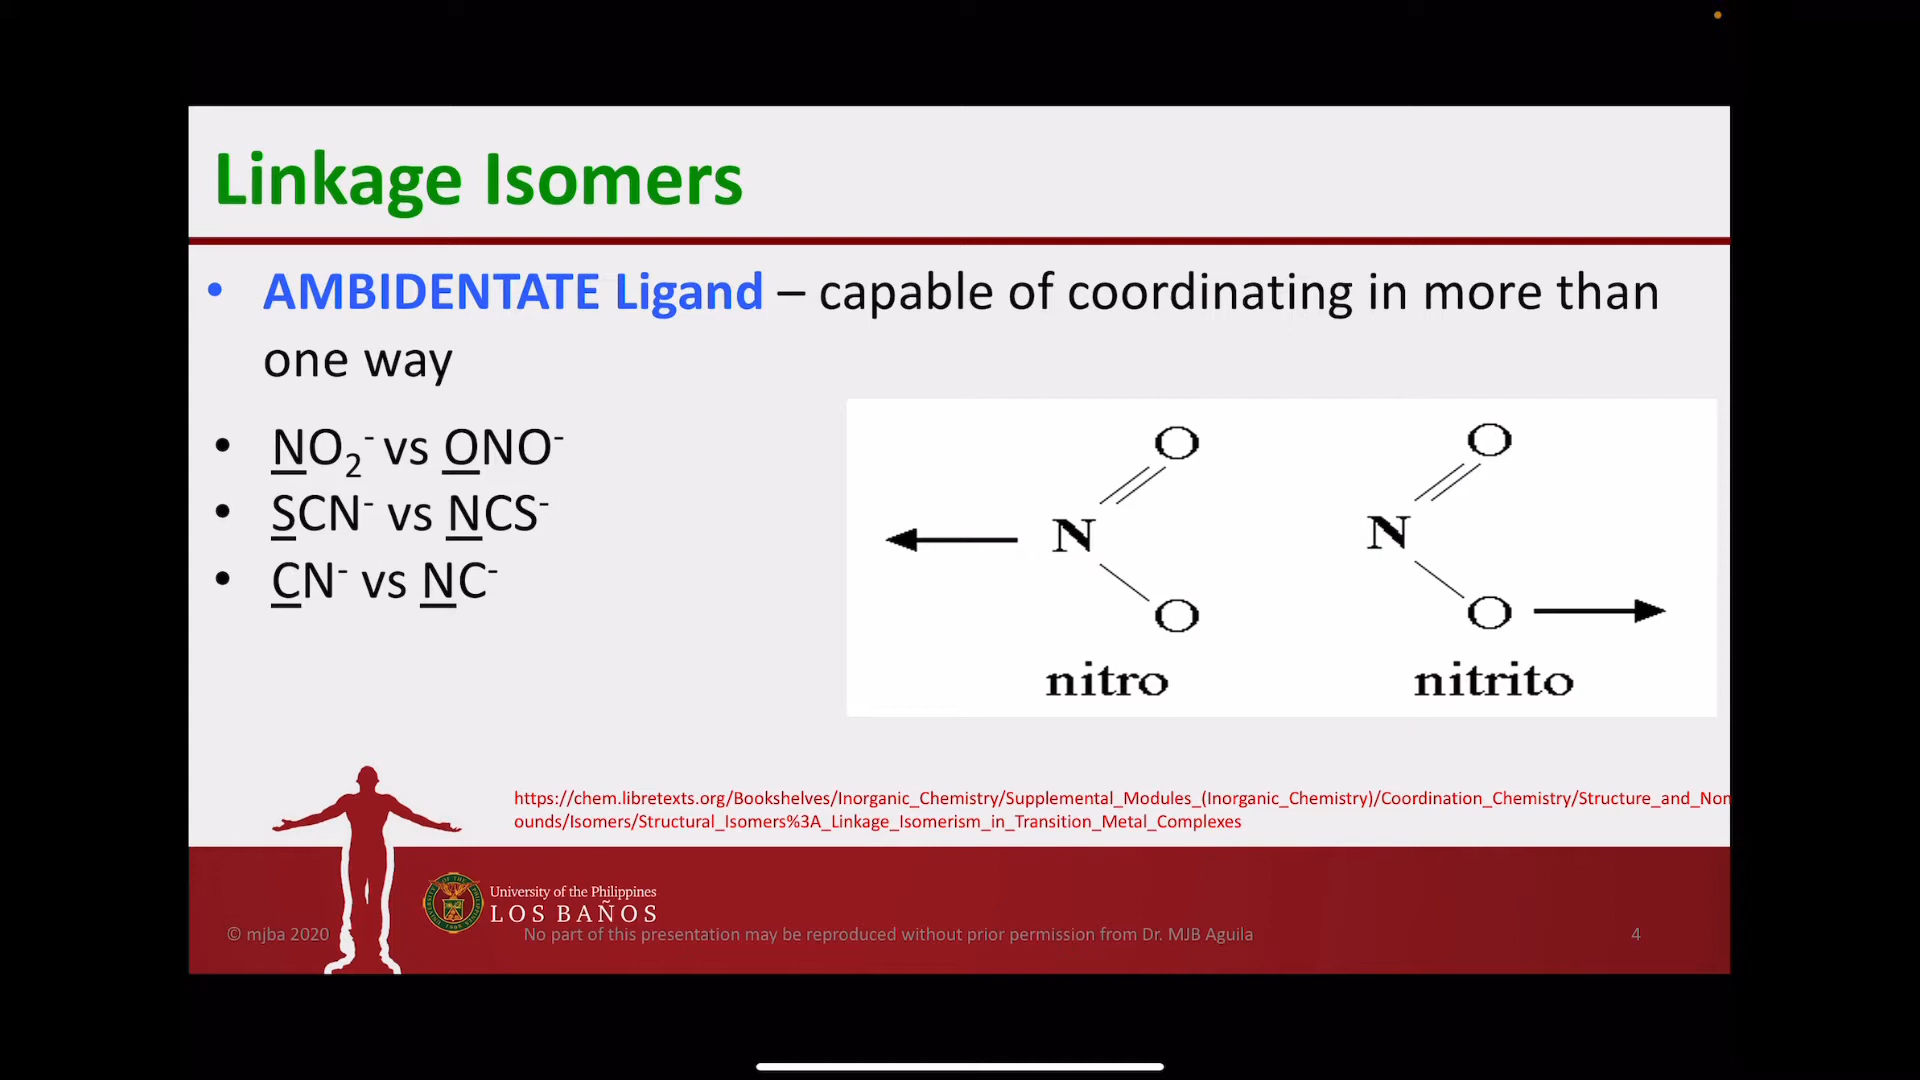 Linkage Isomers
• AMBIDENTATE Ligand – capable of coordinating in more than
one way
• NO₂⁻ vs ONO⁻
• SCN⁻ vs NCS⁻
• CN⁻ vs NC⁻
O
N
O
nitro
O
N
O
nitrito
https://chem.libretexts.org/Bookshelves/Inorganic_Chemistry/Supplemental_Modules_(Inorganic_Chemistry)/Coordination_Chemistry/Structure_and_Nom
ounds/Isomers/Structural_Isomers%3A_Linkage_Isomerism_in_Transition_Metal_Complexes
University of the Philippines
LOS BAÑOS
© mjba 2020
No part of this presentation may be reproduced without prior permission from Dr. MJB Aguila
4